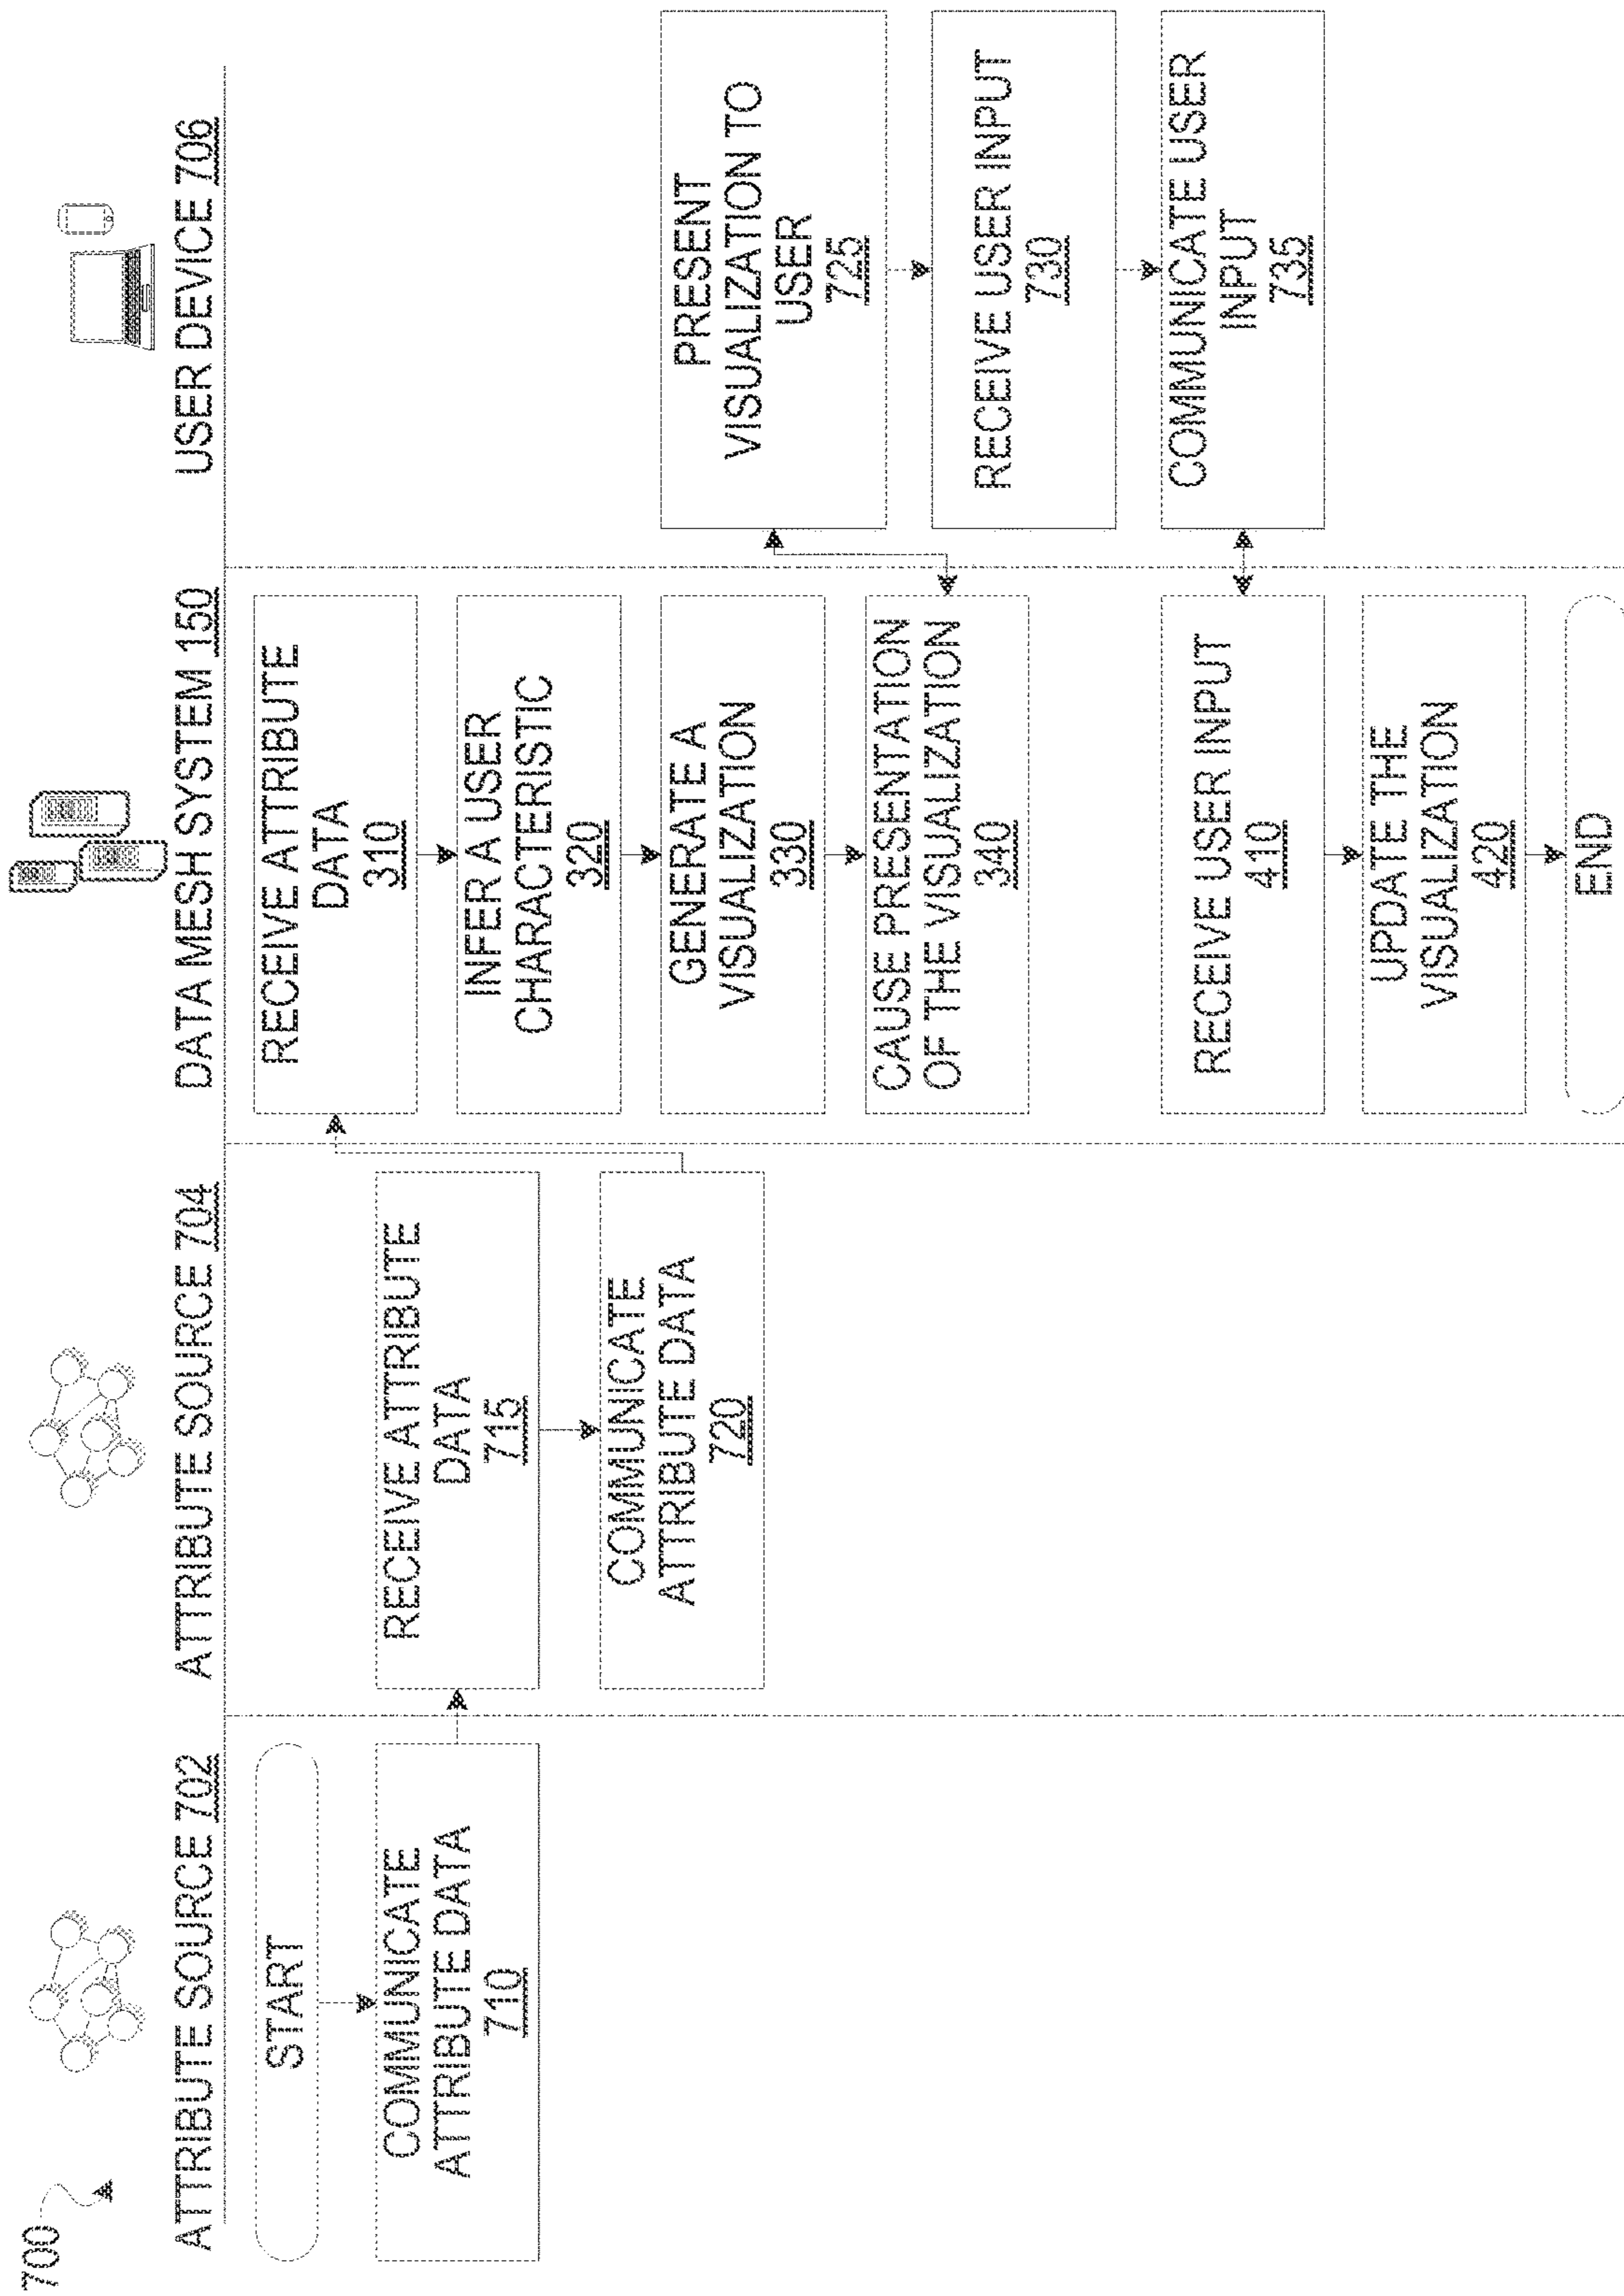 700
ATTRIBUTE SOURCE 702
ATTRIBUTE SOURCE 704
DATA MESH SYSTEM 150
USER DEVICE 706
START
COMMUNICATE
ATTRIBUTE DATA
710
RECEIVE ATTRIBUTE
DATA
715
COMMUNICATE
ATTRIBUTE DATA
720
RECEIVE ATTRIBUTE
DATA
310
INFER A USER
CHARACTERISTIC
320
GENERATE A
VISUALIZATION
330
CAUSE PRESENTATION
OF THE VISUALIZATION
340
RECEIVE USER INPUT
410
UPDATE THE
VISUALIZATION
420
END
PRESENT
VISUALIZATION TO
USER
725
RECEIVE USER INPUT
730
COMMUNICATE USER
INPUT
735